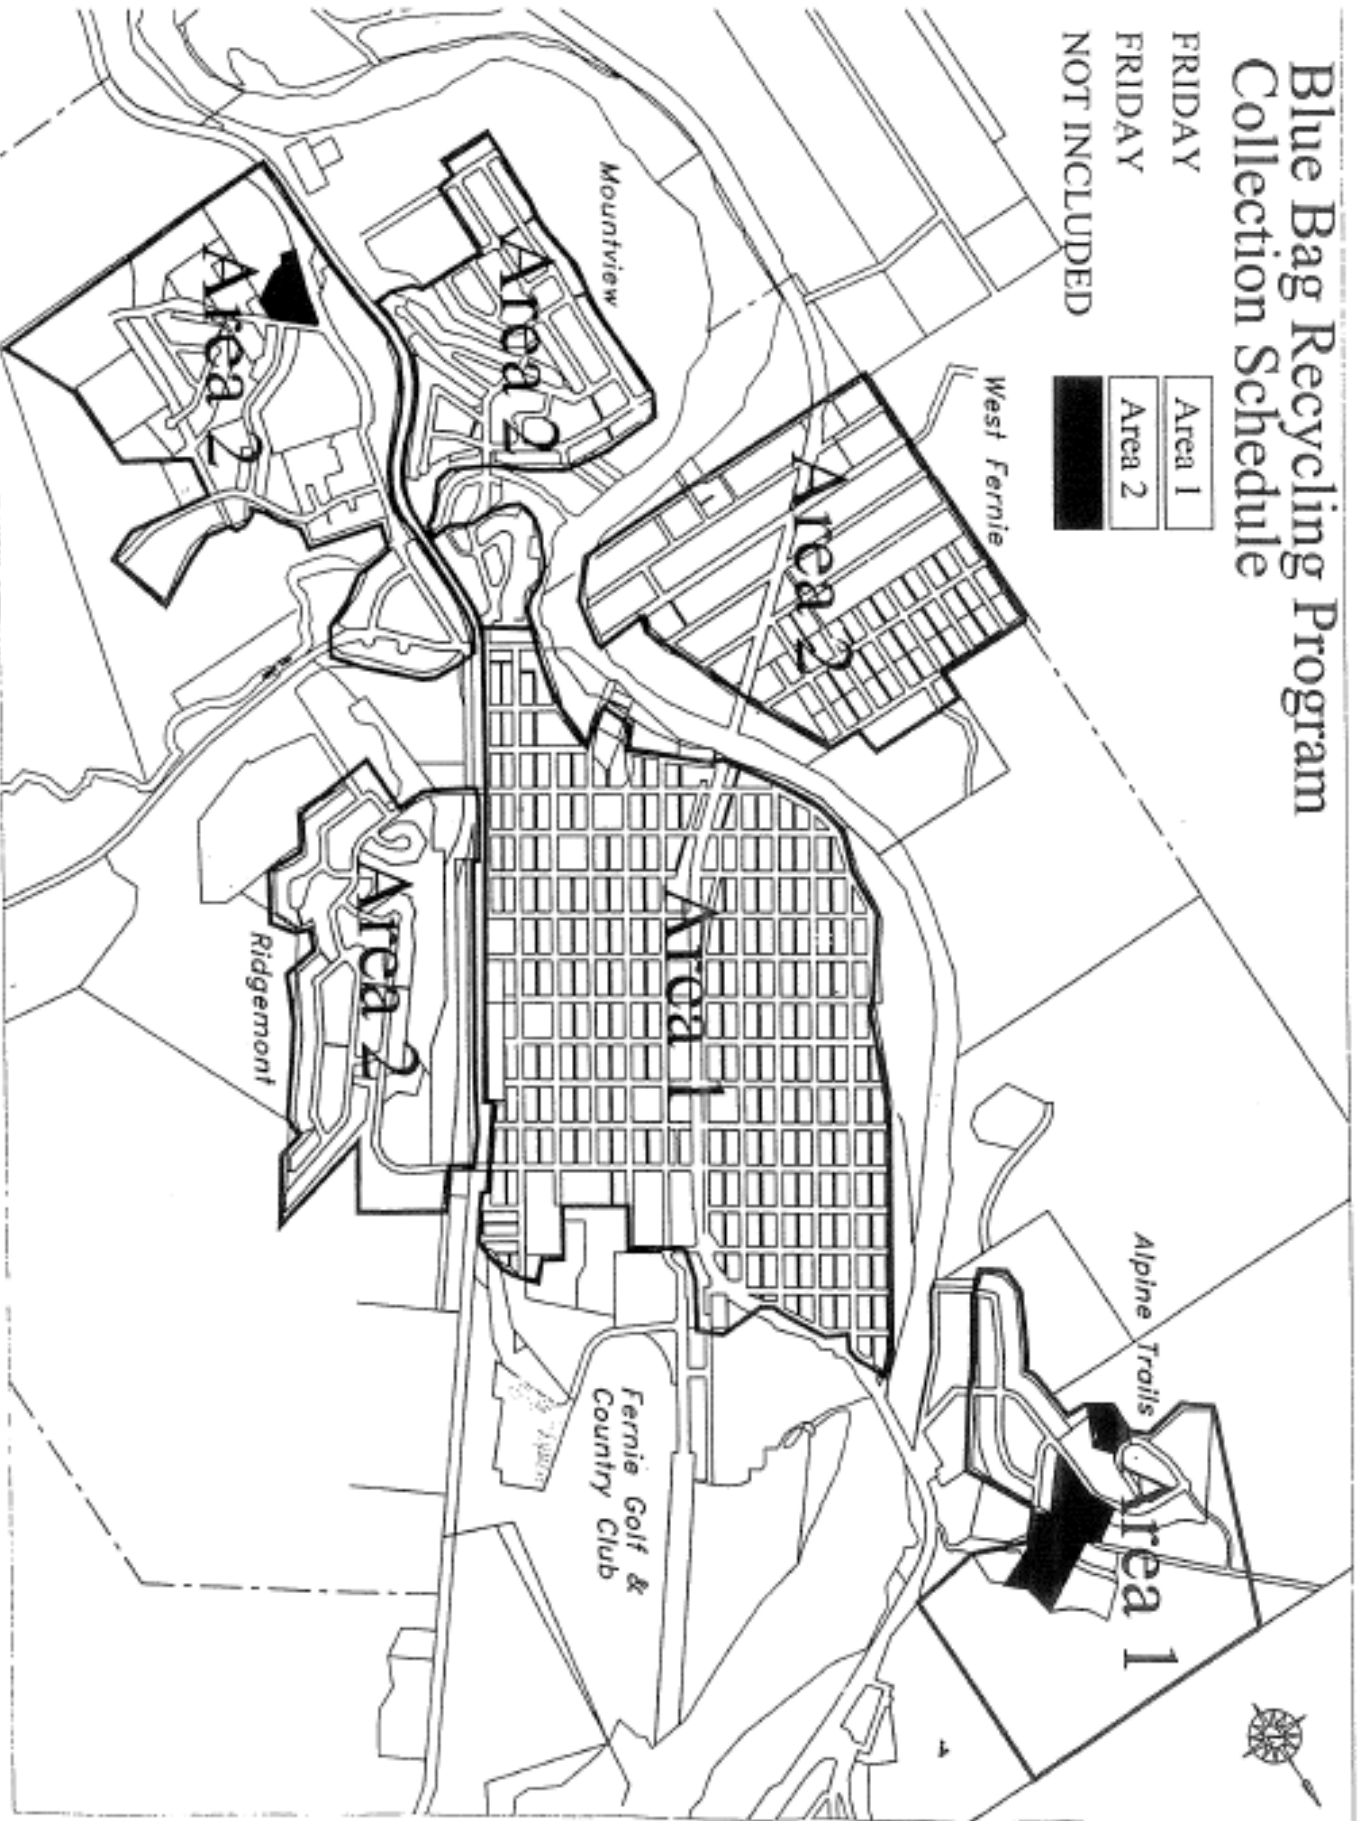 Blue Bag Recycling Program
Collection Schedule
FRIDAY Area 1
FRIDAY Area 2
NOT INCLUDED
West Fernie
Alpine Trails
Mountview
Area 2
Area 2
Area 1
Area 1
Area 2
Area 2
Fernie Golf &
Country Club
Ridgemont